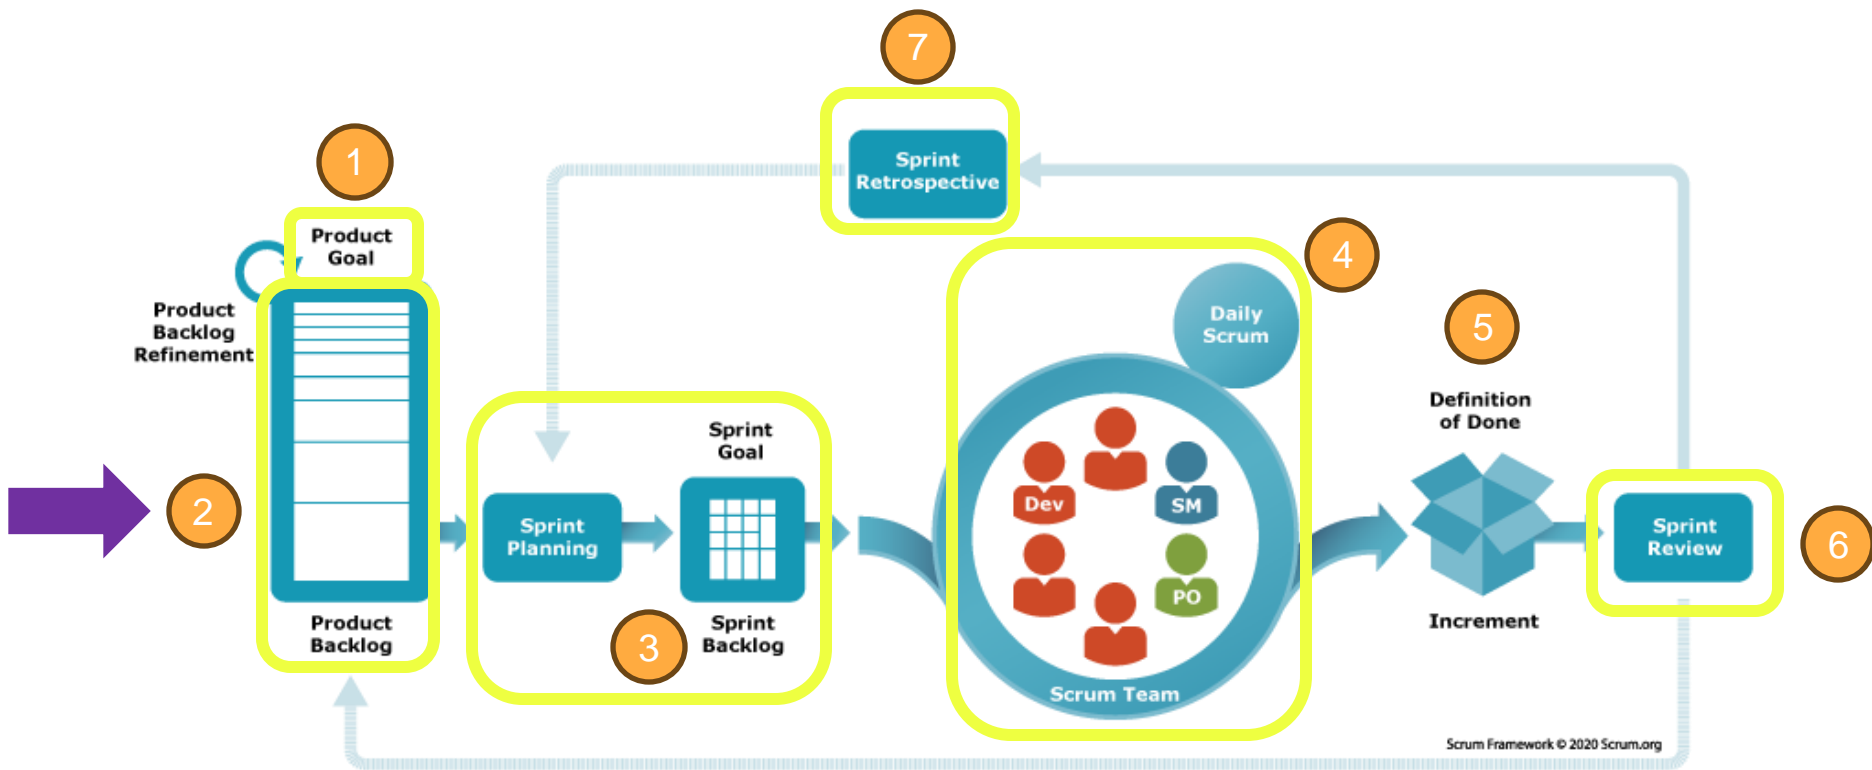 7
1
Sprint
Retrospective
Product
Goal
4
Product
Backlog
Refinement
Daily
Scrum
5
Definition
of Done
2
Sprint
Planning
Sprint
Goal
Dev
SM
PO
Sprint
Review
6
Product
Backlog
3
Sprint
Backlog
Increment
Scrum Team
Scrum Framework © 2020 Scrum.org